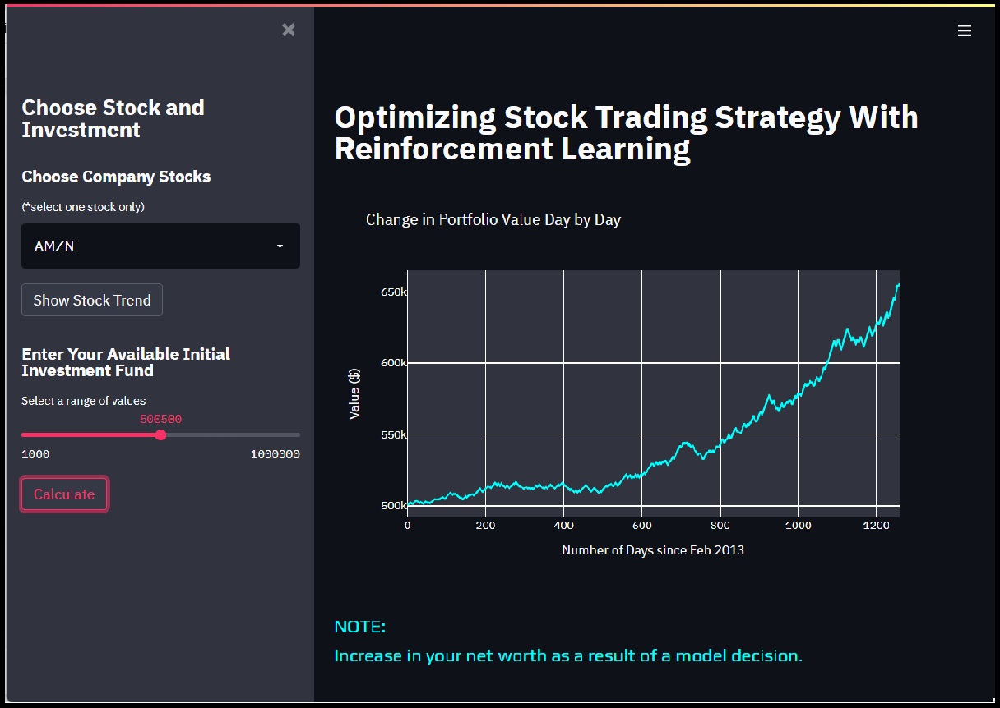 Choose Stock and
Investment
Choose Company Stocks
(*select one stock only)
AMZN
Show Stock Trend
Enter Your Available Initial
Investment Fund
Select a range of values
500500
1000
1000000
Calculate
Optimizing Stock Trading Strategy With
Reinforcement Learning
Change in Portfolio Value Day by Day
650k
600k
550k
500k
Value ($)
0
200
400
600
800
1000
1200
Number of Days since Feb 2013
NOTE:
Increase in your net worth as a result of a model decision.